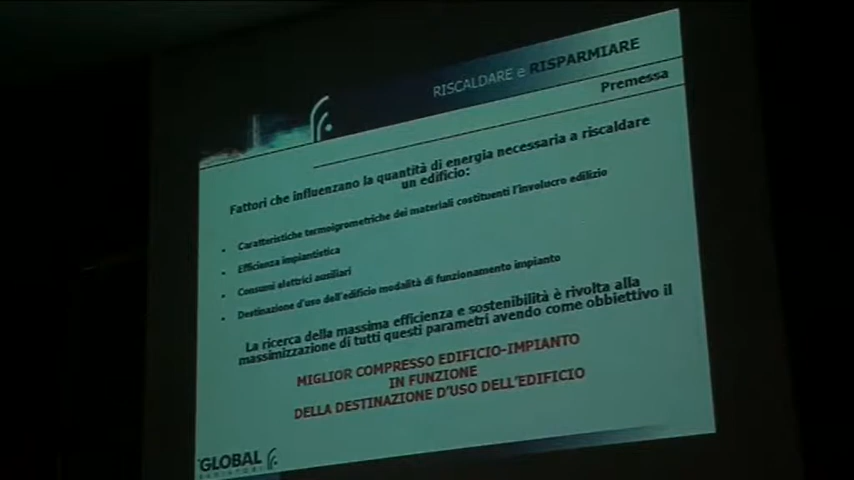 RISCALDARE e RISPARMIARE
Premessa
Fattori che influenzano la quantità di energia necessaria a riscaldare
un edificio:
• Caratteristiche termoigrometriche dei materiali costituenti l'involucro edilizio
• Efficienza impiantistica
• Consumi elettrici ausiliari
• Destinazione d'uso dell'edificio modalità di funzionamento impianto
La ricerca della massima efficienza e sostenibilità è rivolta alla
massimizzazione di tutti questi parametri avendo come obbiettivo il
MIGLIOR COMPRESSO EDIFICIO-IMPIANTO
IN FUNZIONE
DELLA DESTINAZIONE D'USO DELL'EDIFICIO
GLOBAL
RADIATORI